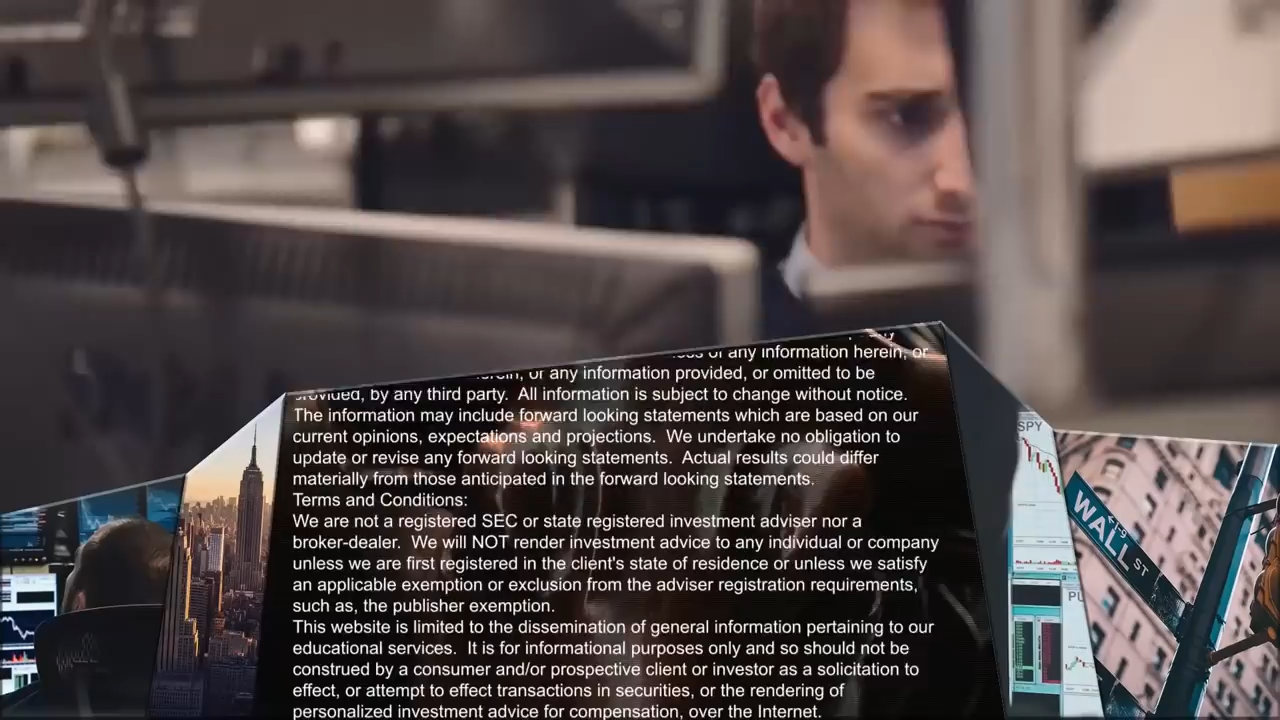 of any information herein, or
or any information provided, or omitted to be
provided, by any third party.  All information is subject to change without notice.
The information may include forward looking statements which are based on our
current opinions, expectations and projections.  We undertake no obligation to
update or revise any forward looking statements.  Actual results could differ
materially from those anticipated in the forward looking statements.
Terms and Conditions:
We are not a registered SEC or state registered investment adviser nor a
broker-dealer.  We will NOT render investment advice to any individual or company
unless we are first registered in the client's state of residence or unless we satisfy
an applicable exemption or exclusion from the adviser registration requirements,
such as, the publisher exemption.
This website is limited to the dissemination of general information pertaining to our
educational services.  It is for informational purposes only and so should not be
construed by a consumer and/or prospective client or investor as a solicitation to
effect, or attempt to effect transactions in securities, or the rendering of
personalized investment advice for compensation, over the Internet.
SPY
WALL ST